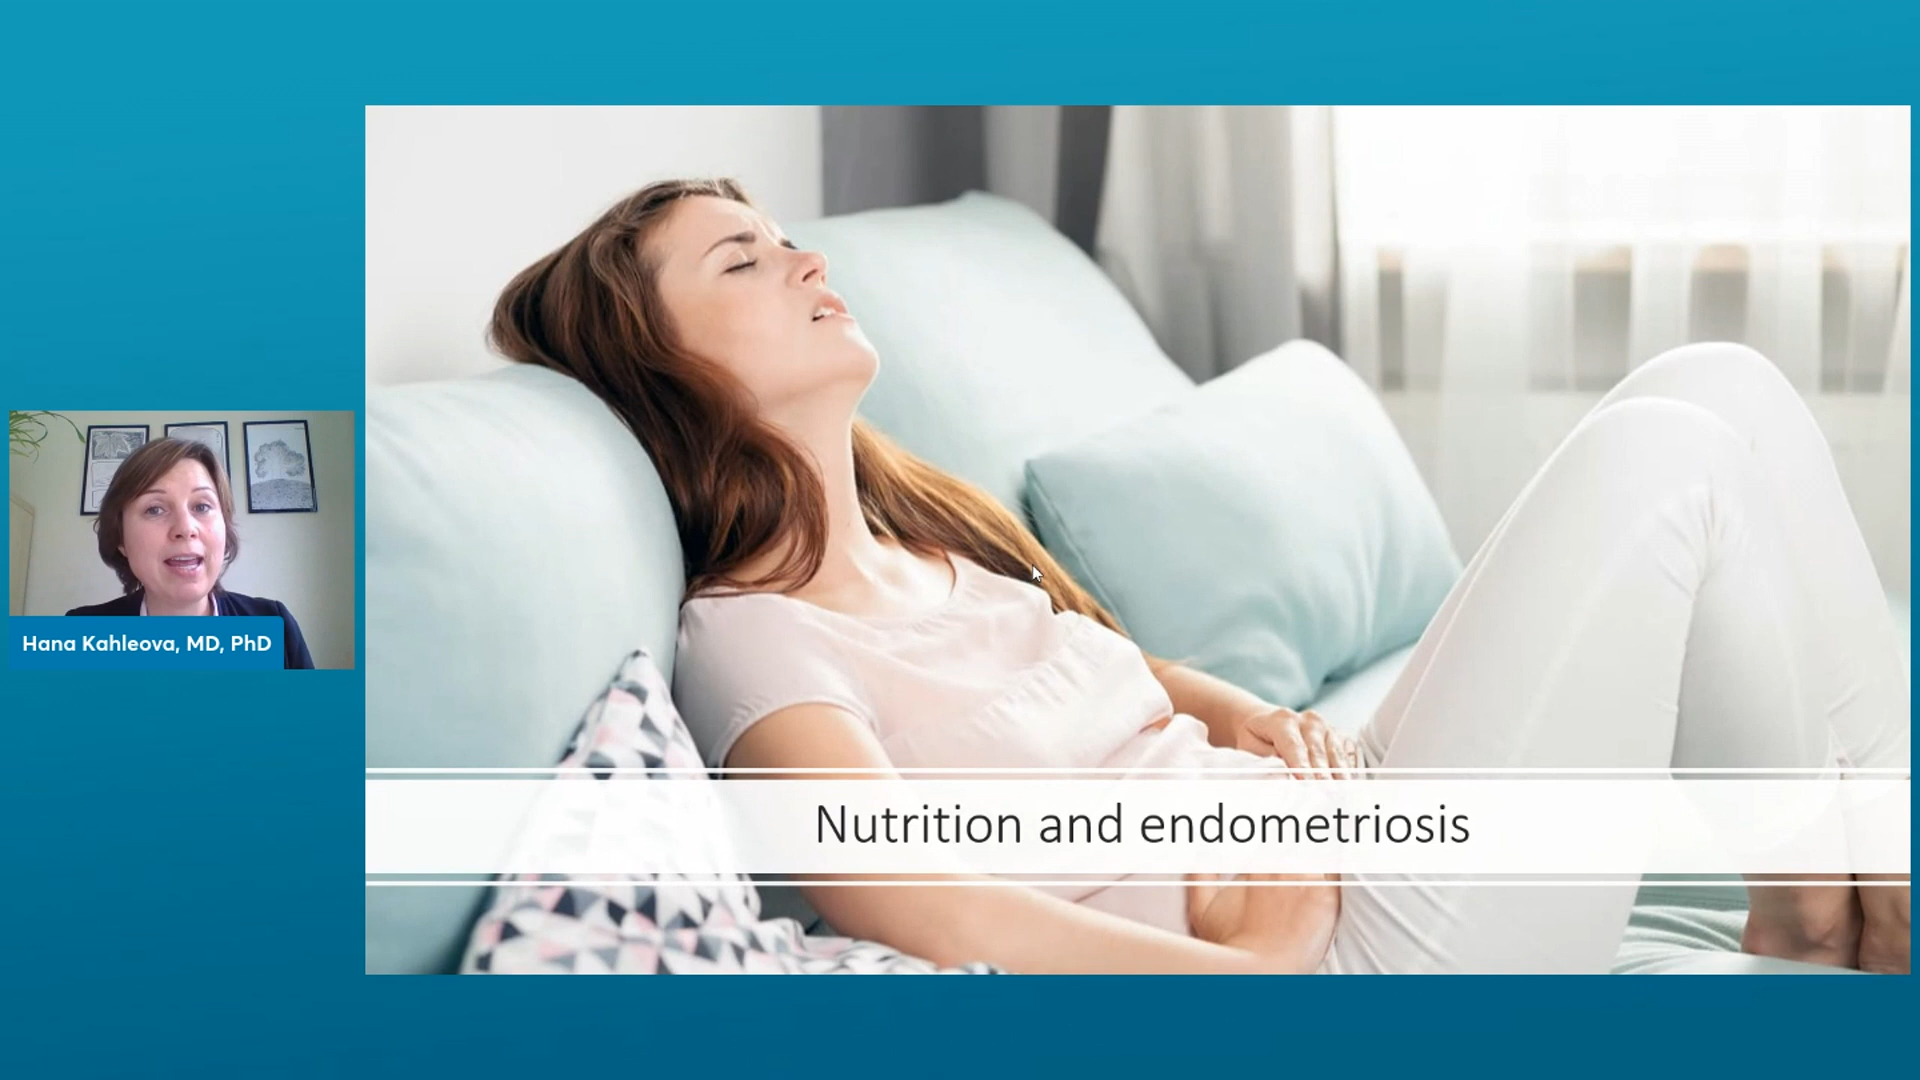 Hana Kahleova, MD, PhD
Nutrition and endometriosis